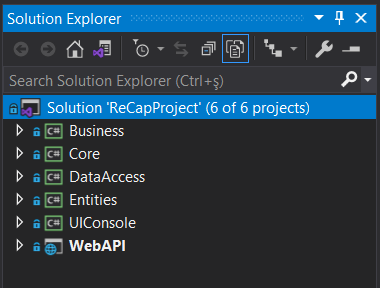 Solution Explorer
Search Solution Explorer (Ctrl+ş)
Solution 'ReCapProject' (6 of 6 projects)
C# Business
C# Core
C# DataAccess
C# Entities
C# UIConsole
WebAPI